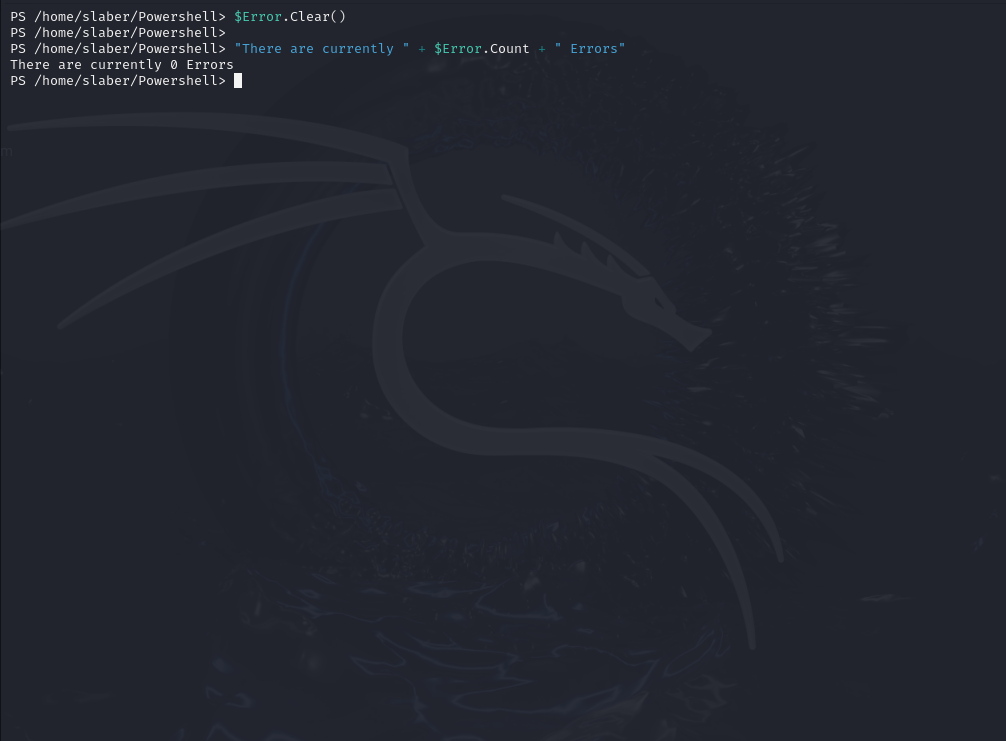 PS /home/slaber/Powershell> $Error.Clear()
PS /home/slaber/Powershell>
PS /home/slaber/Powershell> "There are currently " + $Error.Count + " Errors"
There are currently 0 Errors
PS /home/slaber/Powershell>
m